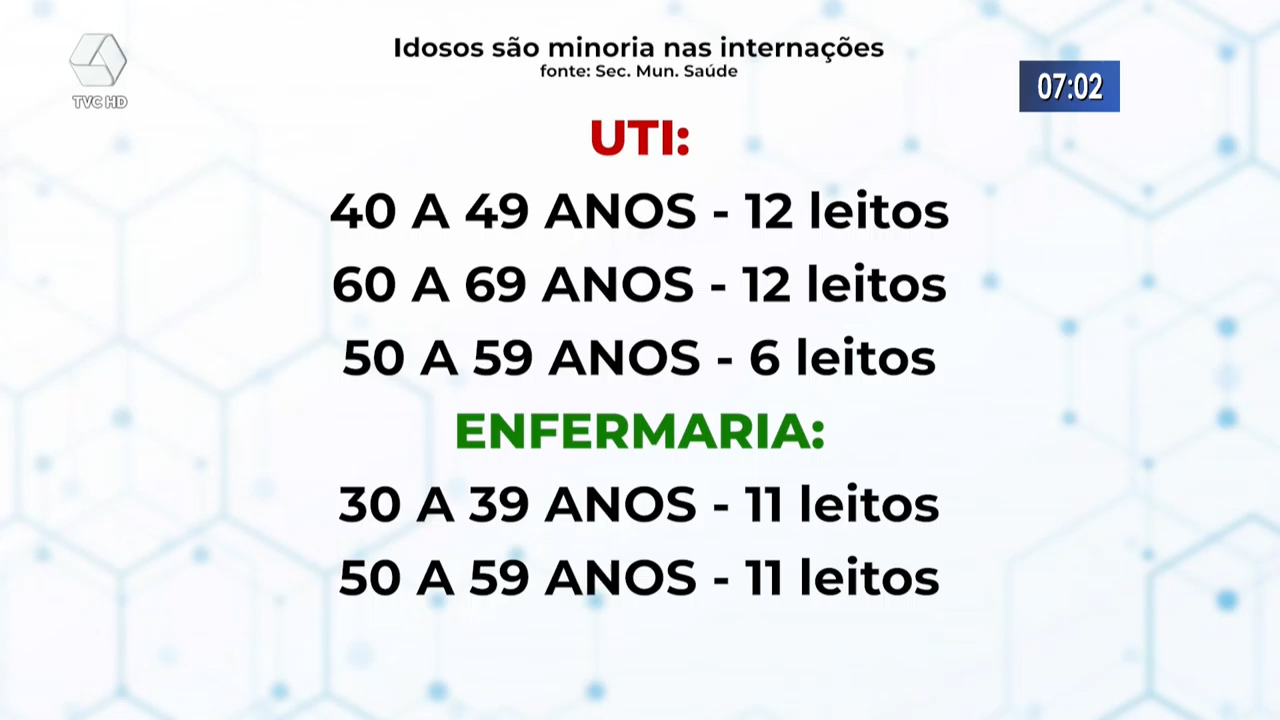 Idosos são minoria nas internações
fonte: Sec. Mun. Saúde
TVC HD
07:02
UTI:
40 A 49 ANOS - 12 leitos
60 A 69 ANOS - 12 leitos
50 A 59 ANOS - 6 leitos
ENFERMARIA:
30 A 39 ANOS - 11 leitos
50 A 59 ANOS - 11 leitos